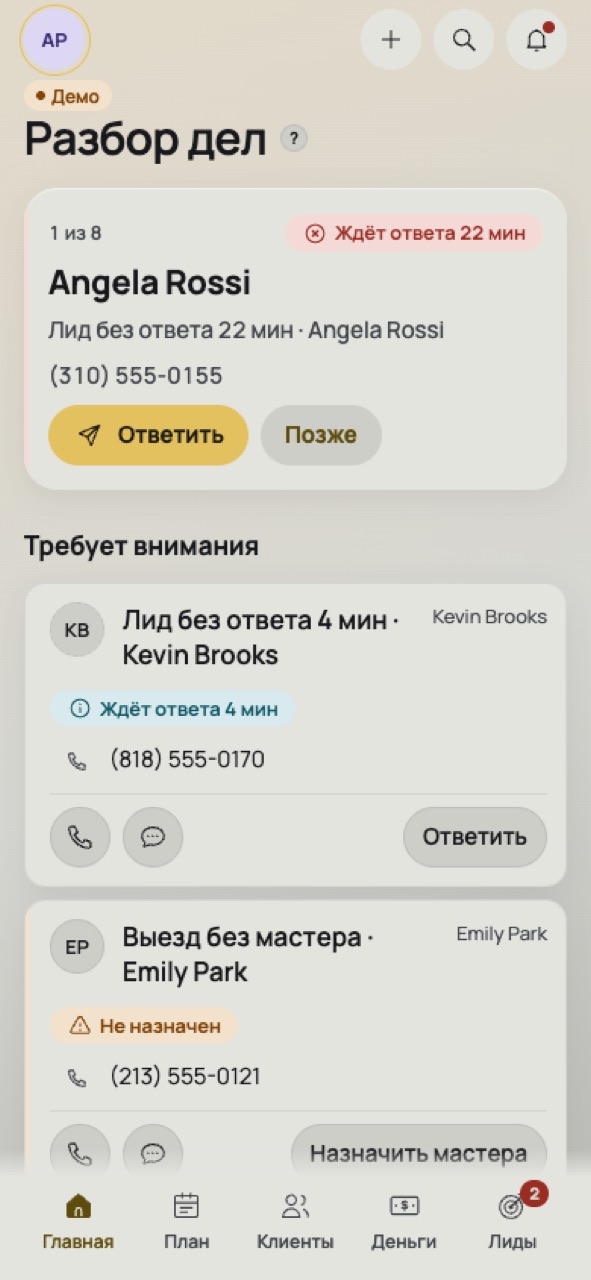 AP
Демо
Разбор дел ?
1 из 8
Ждёт ответа 22 мин
Angela Rossi
Лид без ответа 22 мин · Angela Rossi
(310) 555-0155
Ответить
Позже
Требует внимания
KB
Лид без ответа 4 мин ·
Kevin Brooks
Kevin Brooks
Ждёт ответа 4 мин
(818) 555-0170
Ответить
EP
Выезд без мастера ·
Emily Park
Emily Park
Не назначен
(213) 555-0121
Назначить мастера
2
Главная
План
Клиенты
Деньги
Лиды